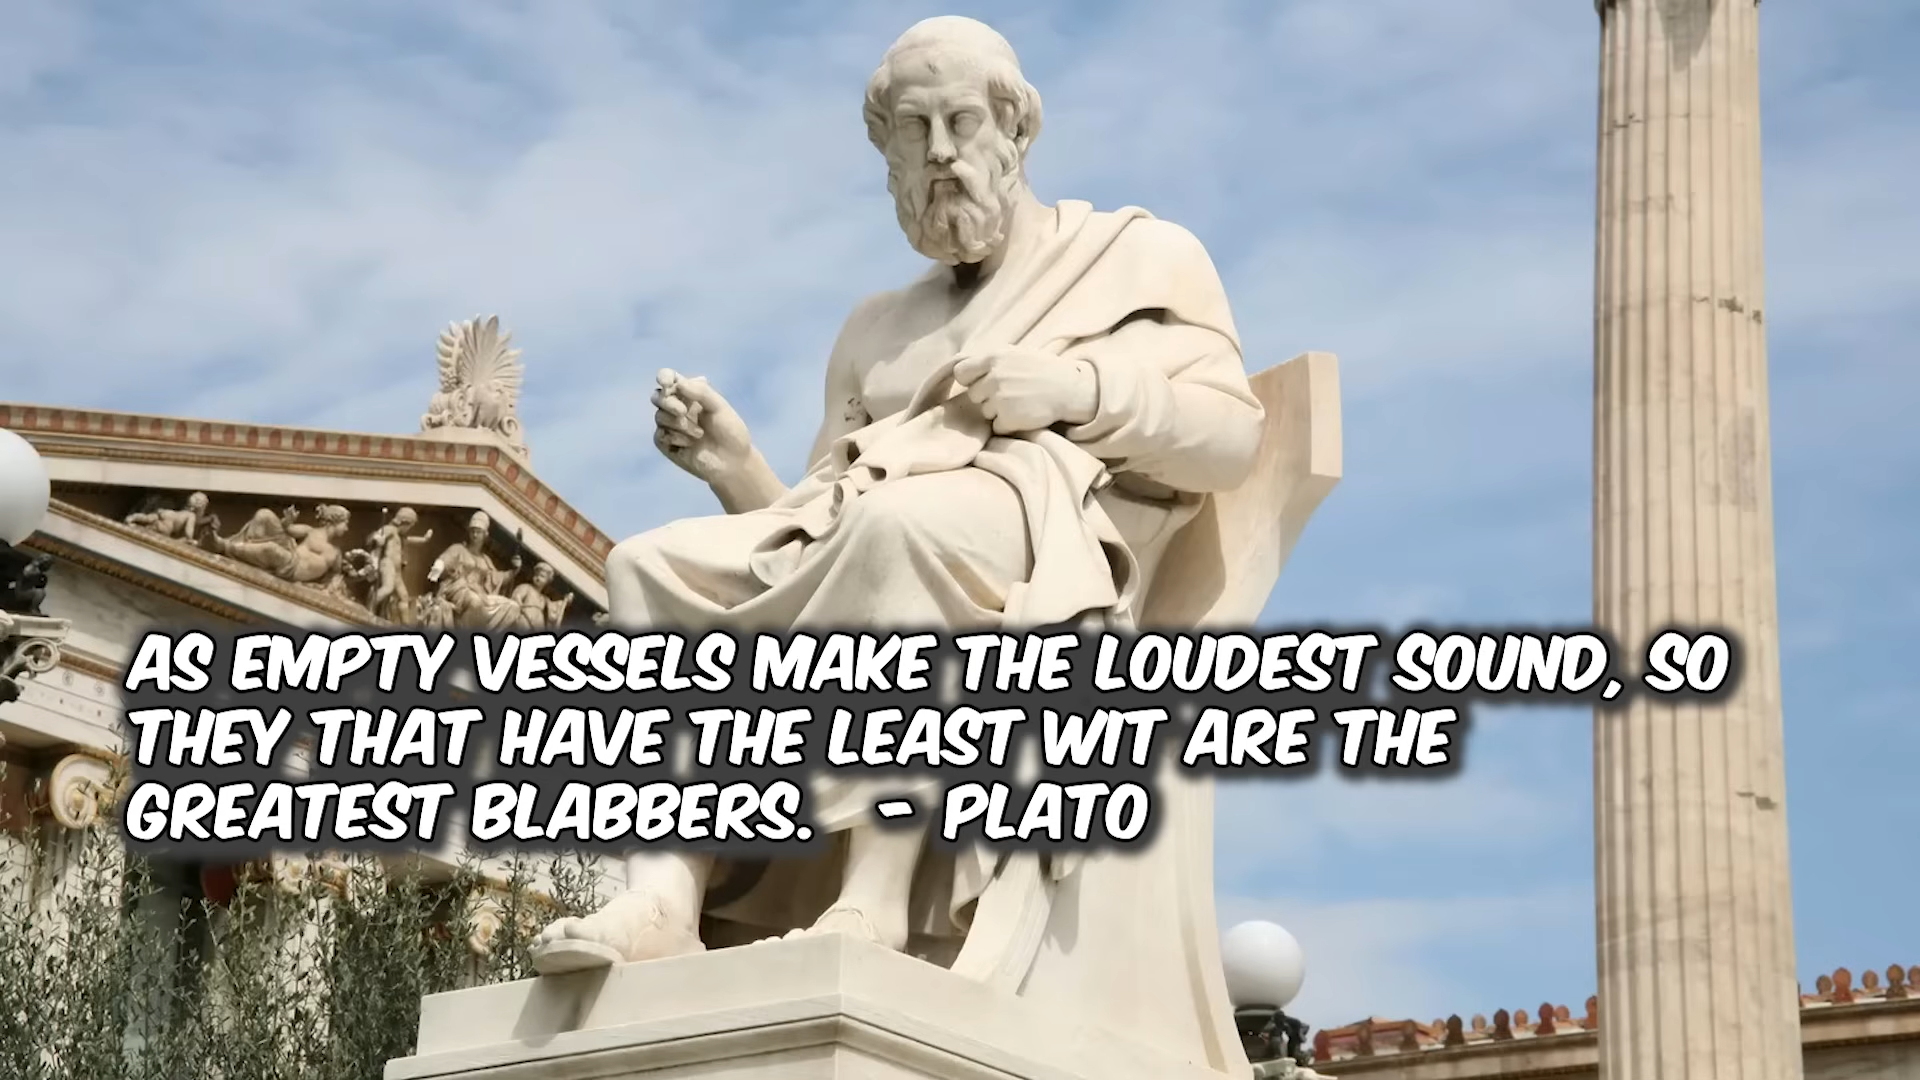 AS EMPTY VESSELS MAKE THE LOUDEST SOUND, SO
THEY THAT HAVE THE LEAST WIT ARE THE
GREATEST BLABBERS. - PLATO